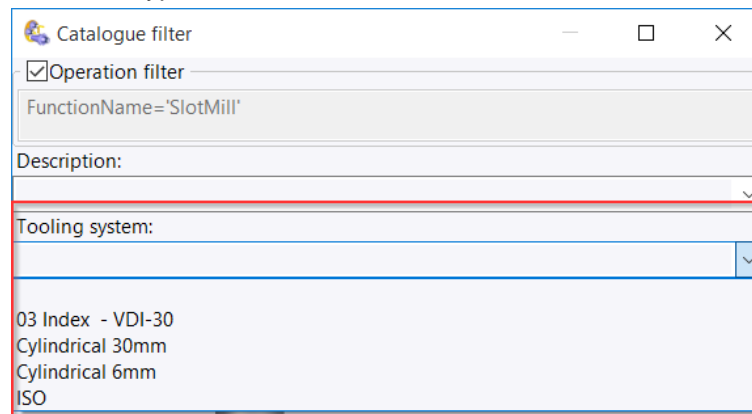 Catalogue filter
Operation filter
FunctionName='SlotMill'
Description:
Tooling system:
03 Index - VDI-30
Cylindrical 30mm
Cylindrical 6mm
ISO